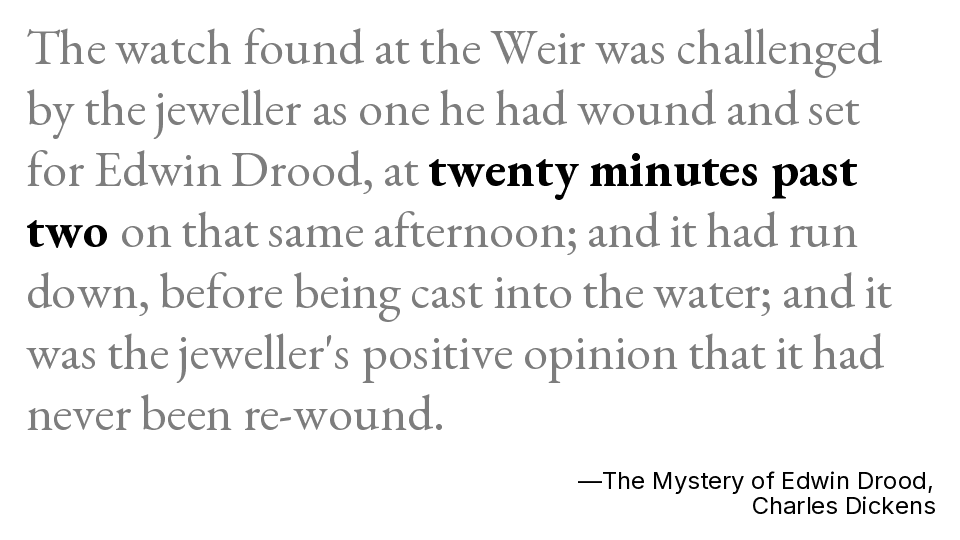 The watch found at the Weir was challenged
by the jeweller as one he had wound and set
for Edwin Drood, at twenty minutes past
two on that same afternoon; and it had run
down, before being cast into the water; and it
was the jeweller's positive opinion that it had
never been re-wound.
—The Mystery of Edwin Drood,
Charles Dickens